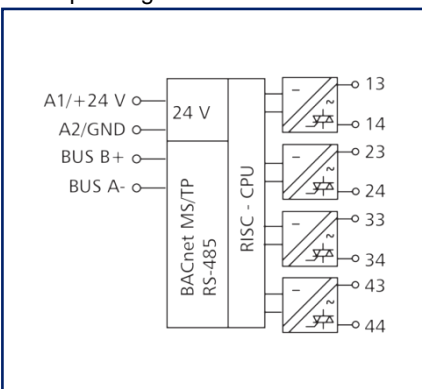 A1/+24 V
A2/GND
BUS B+
BUS A-
24 V
BACnet MS/TP
RS-485
RISC - CPU
–
~
13
14
–
~
23
24
–
~
33
34
–
~
43
44